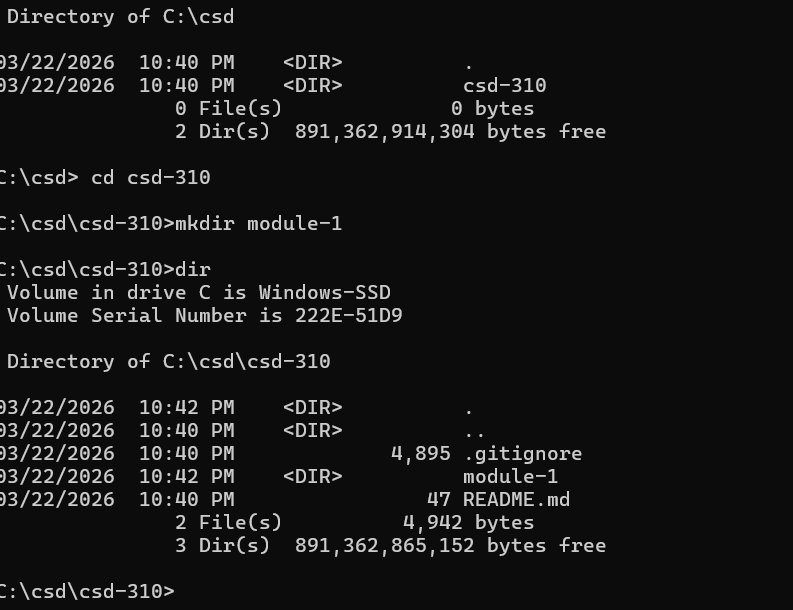 Directory of C:\csd
03/22/2026  10:40 PM    <DIR>          .
03/22/2026  10:40 PM    <DIR>          csd-310
               0 File(s)              0 bytes
               2 Dir(s)  891,362,914,304 bytes free
C:\csd> cd csd-310
C:\csd\csd-310>mkdir module-1
C:\csd\csd-310>dir
 Volume in drive C is Windows-SSD
 Volume Serial Number is 222E-51D9
 Directory of C:\csd\csd-310
03/22/2026  10:42 PM    <DIR>          .
03/22/2026  10:40 PM    <DIR>          ..
03/22/2026  10:40 PM             4,895 .gitignore
03/22/2026  10:42 PM    <DIR>          module-1
03/22/2026  10:40 PM                47 README.md
               2 File(s)          4,942 bytes
               3 Dir(s)  891,362,865,152 bytes free
C:\csd\csd-310>